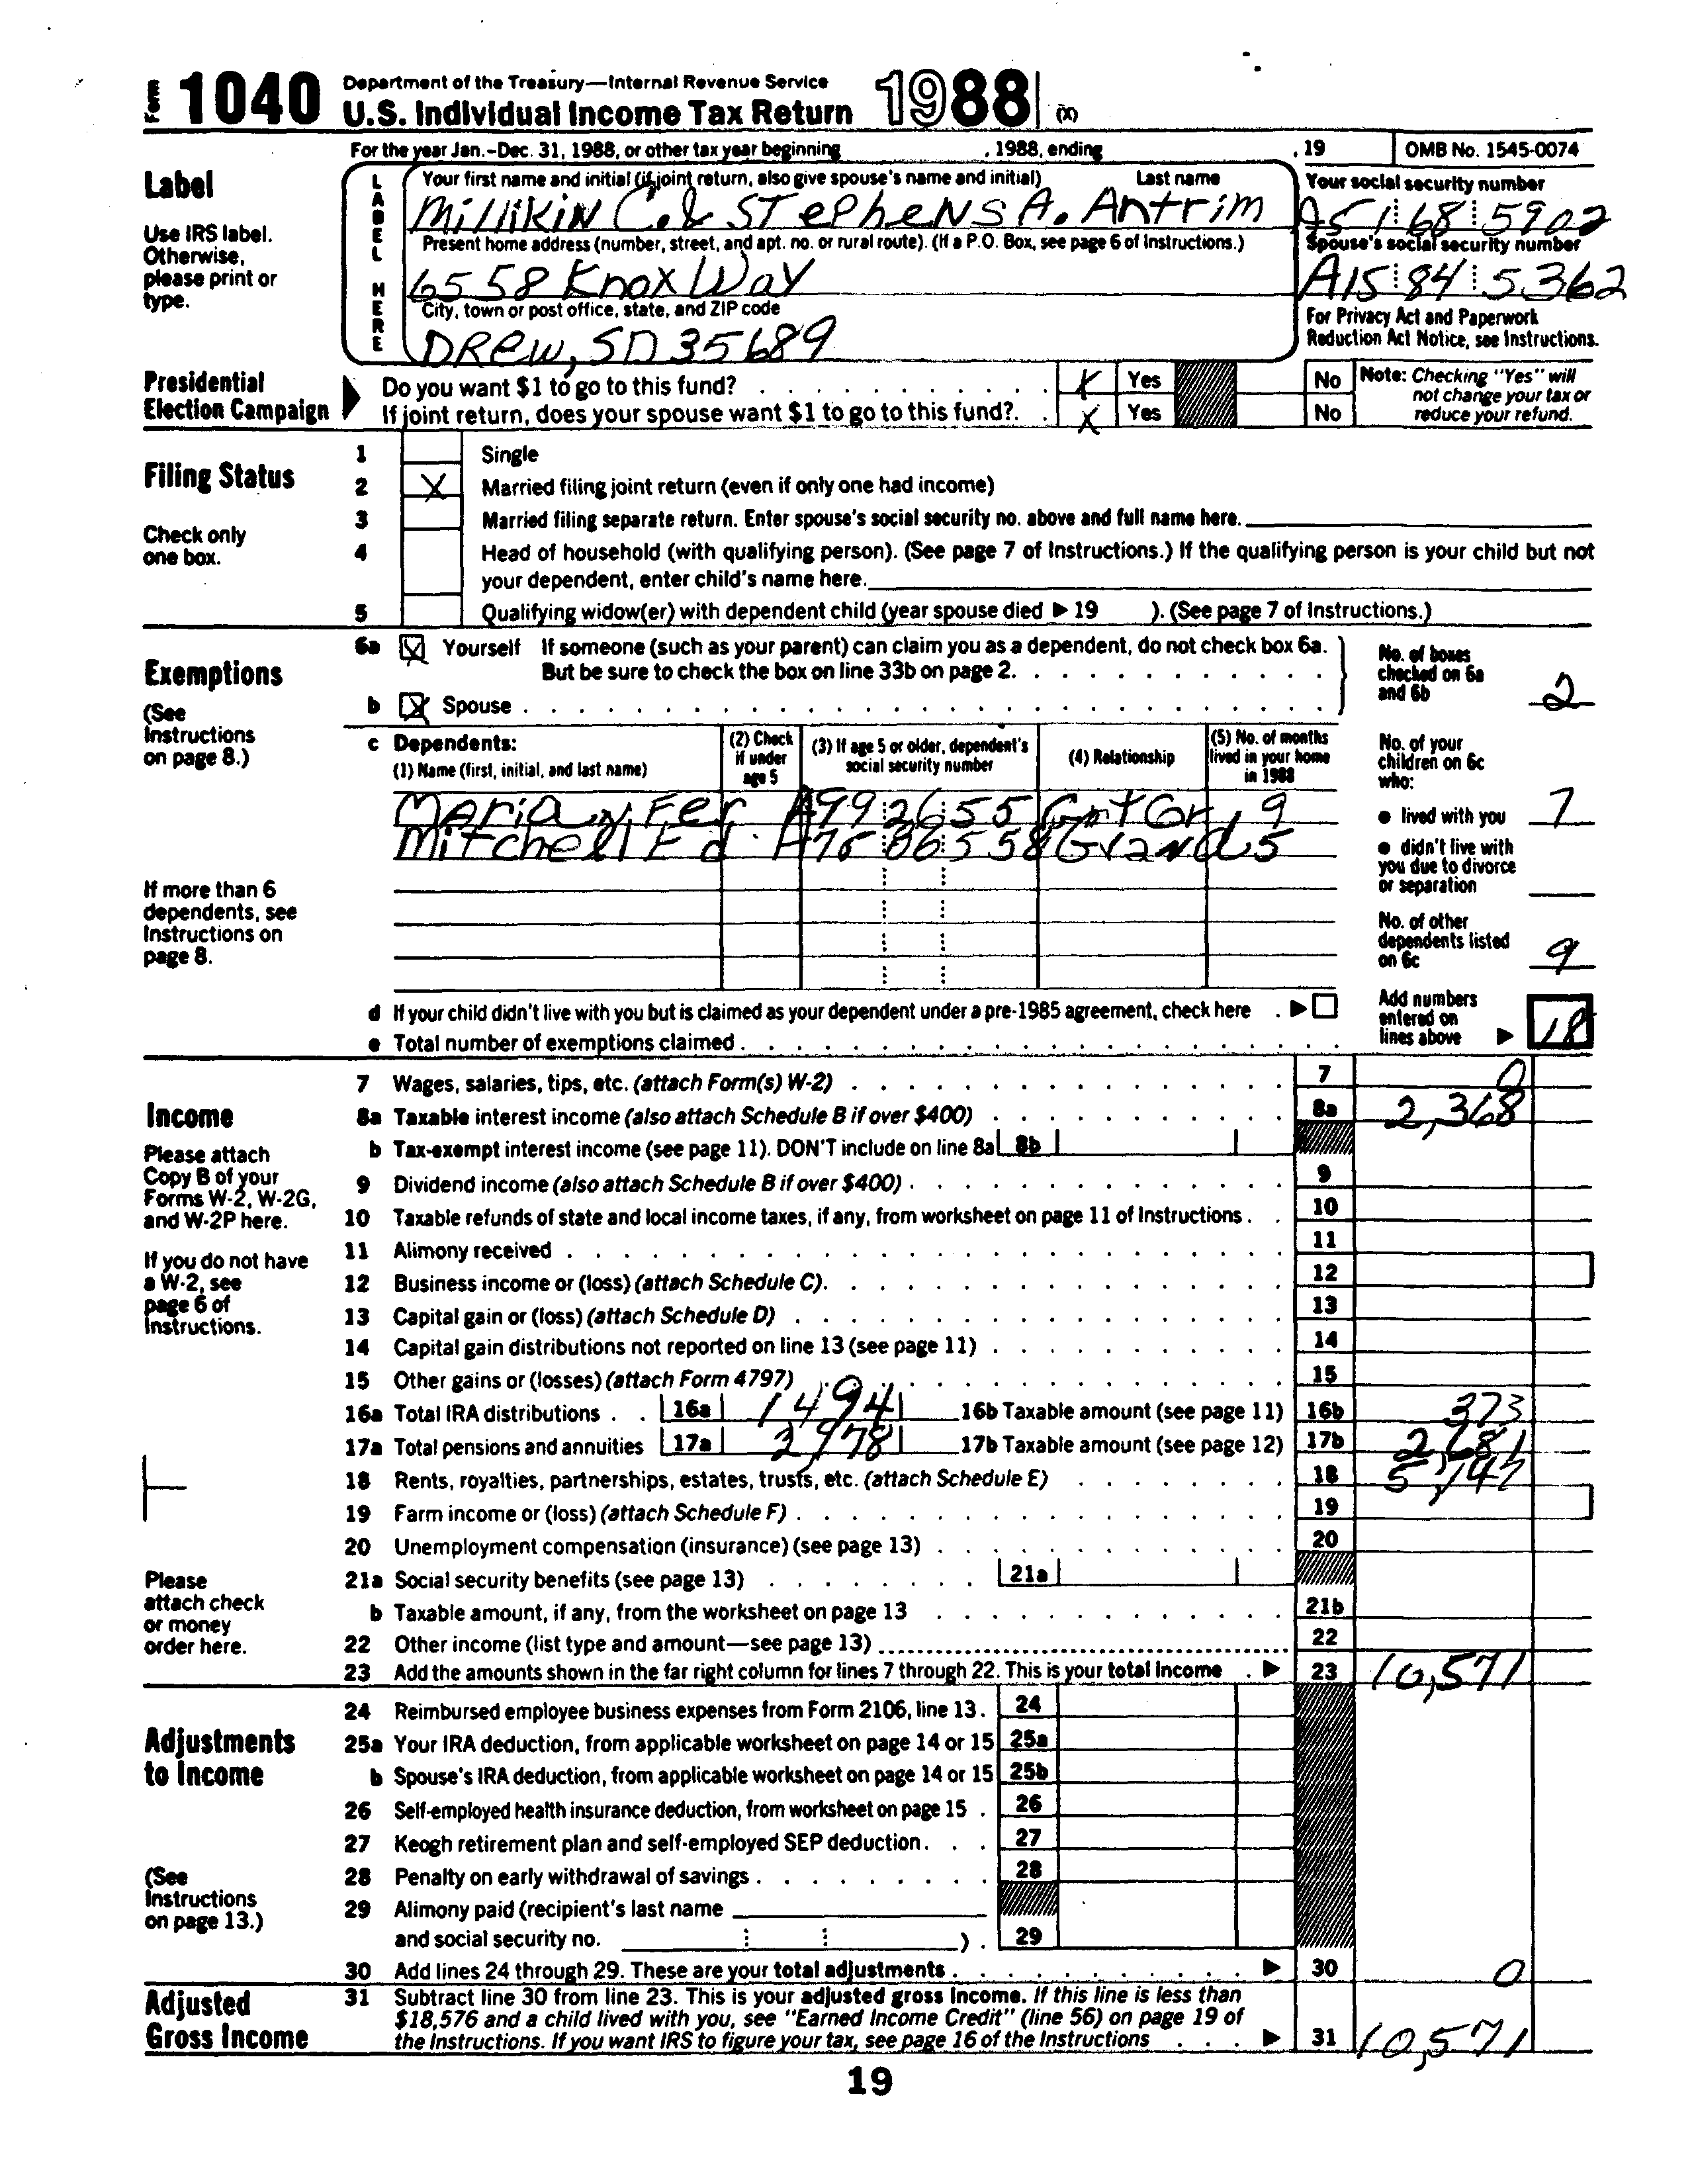 Form 1040 Department of the Treasury—Internal Revenue Service
U.S. Individual Income Tax Return 1988 (X)
For the year Jan.-Dec. 31, 1988, or other tax year beginning , 1988, ending , 19 OMB No. 1545-0074
Label
Use IRS label. Otherwise, please print or type.
LABEL HERE
Your first name and initial (if joint return, also give spouse's name and initial) Last name
Millikin C. & Stephens A. Antrim
Your social security number
A51 68 5902
Present home address (number, street, and apt. no. or rural route). (If a P.O. Box, see page 6 of Instructions.)
6558 Knox Way
Spouse's social security number
A15 84 5362
City, town or post office, state, and ZIP code
Drew, SD 35689
For Privacy Act and Paperwork Reduction Act Notice, see Instructions.
Presidential Election Campaign
Do you want $1 to go to this fund? X Yes No
If joint return, does your spouse want $1 to go to this fund? X Yes No
Note: Checking "Yes" will not change your tax or reduce your refund.
Filing Status
Check only one box.
1 Single
2 X Married filing joint return (even if only one had income)
3 Married filing separate return. Enter spouse's social security no. above and full name here.
4 Head of household (with qualifying person). (See page 7 of Instructions.) If the qualifying person is your child but not
your dependent, enter child's name here.
5 Qualifying widow(er) with dependent child (year spouse died ▶ 19 ). (See page 7 of Instructions.)
Exemptions
(See Instructions on page 8.)
6a X Yourself If someone (such as your parent) can claim you as a dependent, do not check box 6a.
But be sure to check the box on line 33b on page 2.
b X Spouse
No. of boxes checked on 6a and 6b 2
c Dependents:
(1) Name (first, initial, and last name)
(2) Check if under age 5
(3) If age 5 or older, dependent's social security number
(4) Relationship
(5) No. of months lived in your home in 1988
Fer A99 26 55 9
Mitchell Ed 86 558 Grand 5
If more than 6 dependents, see Instructions on page 8.
No. of your children on 6c who:
● lived with you 7
● didn't live with you due to divorce or separation
No. of other dependents listed on 6c 9
d If your child didn't live with you but is claimed as your dependent under a pre-1985 agreement, check here ▶
e Total number of exemptions claimed
Add numbers entered on lines above ▶ 18
Income
Please attach Copy B of your Forms W-2, W-2G, and W-2P here.
If you do not have a W-2, see page 6 of Instructions.
Please attach check or money order here.
7 Wages, salaries, tips, etc. (attach Form(s) W-2) 7 0
8a Taxable interest income (also attach Schedule B if over $400) 8a 2,368
b Tax-exempt interest income (see page 11). DON'T include on line 8a 8b
9 Dividend income (also attach Schedule B if over $400) 9
10 Taxable refunds of state and local income taxes, if any, from worksheet on page 11 of Instructions 10
11 Alimony received 11
12 Business income or (loss) (attach Schedule C) 12
13 Capital gain or (loss) (attach Schedule D) 13
14 Capital gain distributions not reported on line 13 (see page 11) 14
15 Other gains or (losses) (attach Form 4797) 15
16a Total IRA distributions 16a 1494 16b Taxable amount (see page 11) 16b 373
17a Total pensions and annuities 17a 2978 17b Taxable amount (see page 12) 17b 2,681
18 Rents, royalties, partnerships, estates, trusts, etc. (attach Schedule E) 18
19 Farm income or (loss) (attach Schedule F) 19
20 Unemployment compensation (insurance) (see page 13) 20
21a Social security benefits (see page 13) 21a
b Taxable amount, if any, from the worksheet on page 13 21b
22 Other income (list type and amount—see page 13) 22
23 Add the amounts shown in the far right column for lines 7 through 22. This is your total income ▶ 23 10,571
Adjustments to Income
(See Instructions on page 13.)
24 Reimbursed employee business expenses from Form 2106, line 13. 24
25a Your IRA deduction, from applicable worksheet on page 14 or 15 25a
b Spouse's IRA deduction, from applicable worksheet on page 14 or 15 25b
26 Self-employed health insurance deduction, from worksheet on page 15 26
27 Keogh retirement plan and self-employed SEP deduction 27
28 Penalty on early withdrawal of savings 28
29 Alimony paid (recipient's last name
and social security no. ) 29
30 Add lines 24 through 29. These are your total adjustments ▶ 30 0
Adjusted Gross Income
31 Subtract line 30 from line 23. This is your adjusted gross income. If this line is less than
$18,576 and a child lived with you, see "Earned Income Credit" (line 56) on page 19 of
the Instructions. If you want IRS to figure your tax, see page 16 of the Instructions ▶ 31 10,571
19